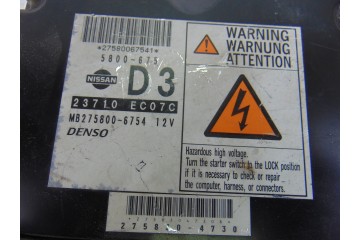 *2758006754*
5800-675
NISSAN
D3
23710 EC07C
MB275800-6754 12V
DENSO
WARNING
WARNUNG
ATTENTION
Hazardous high voltage.
Turn the starter switch to the LOCK position
if it is necessary to check or repair
the computer, harness, or connectors.
275800-4730